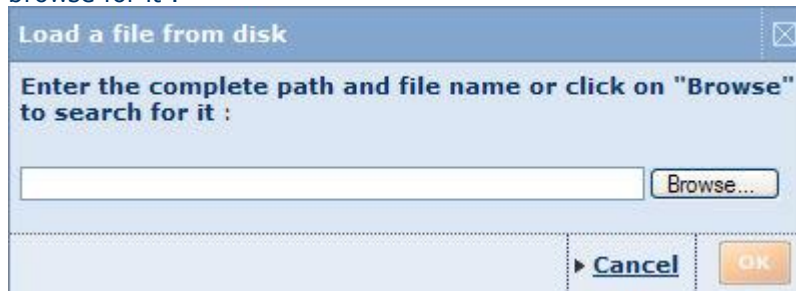 Load a file from disk
Enter the complete path and file name or click on "Browse"
to search for it :
Browse...
Cancel
OK